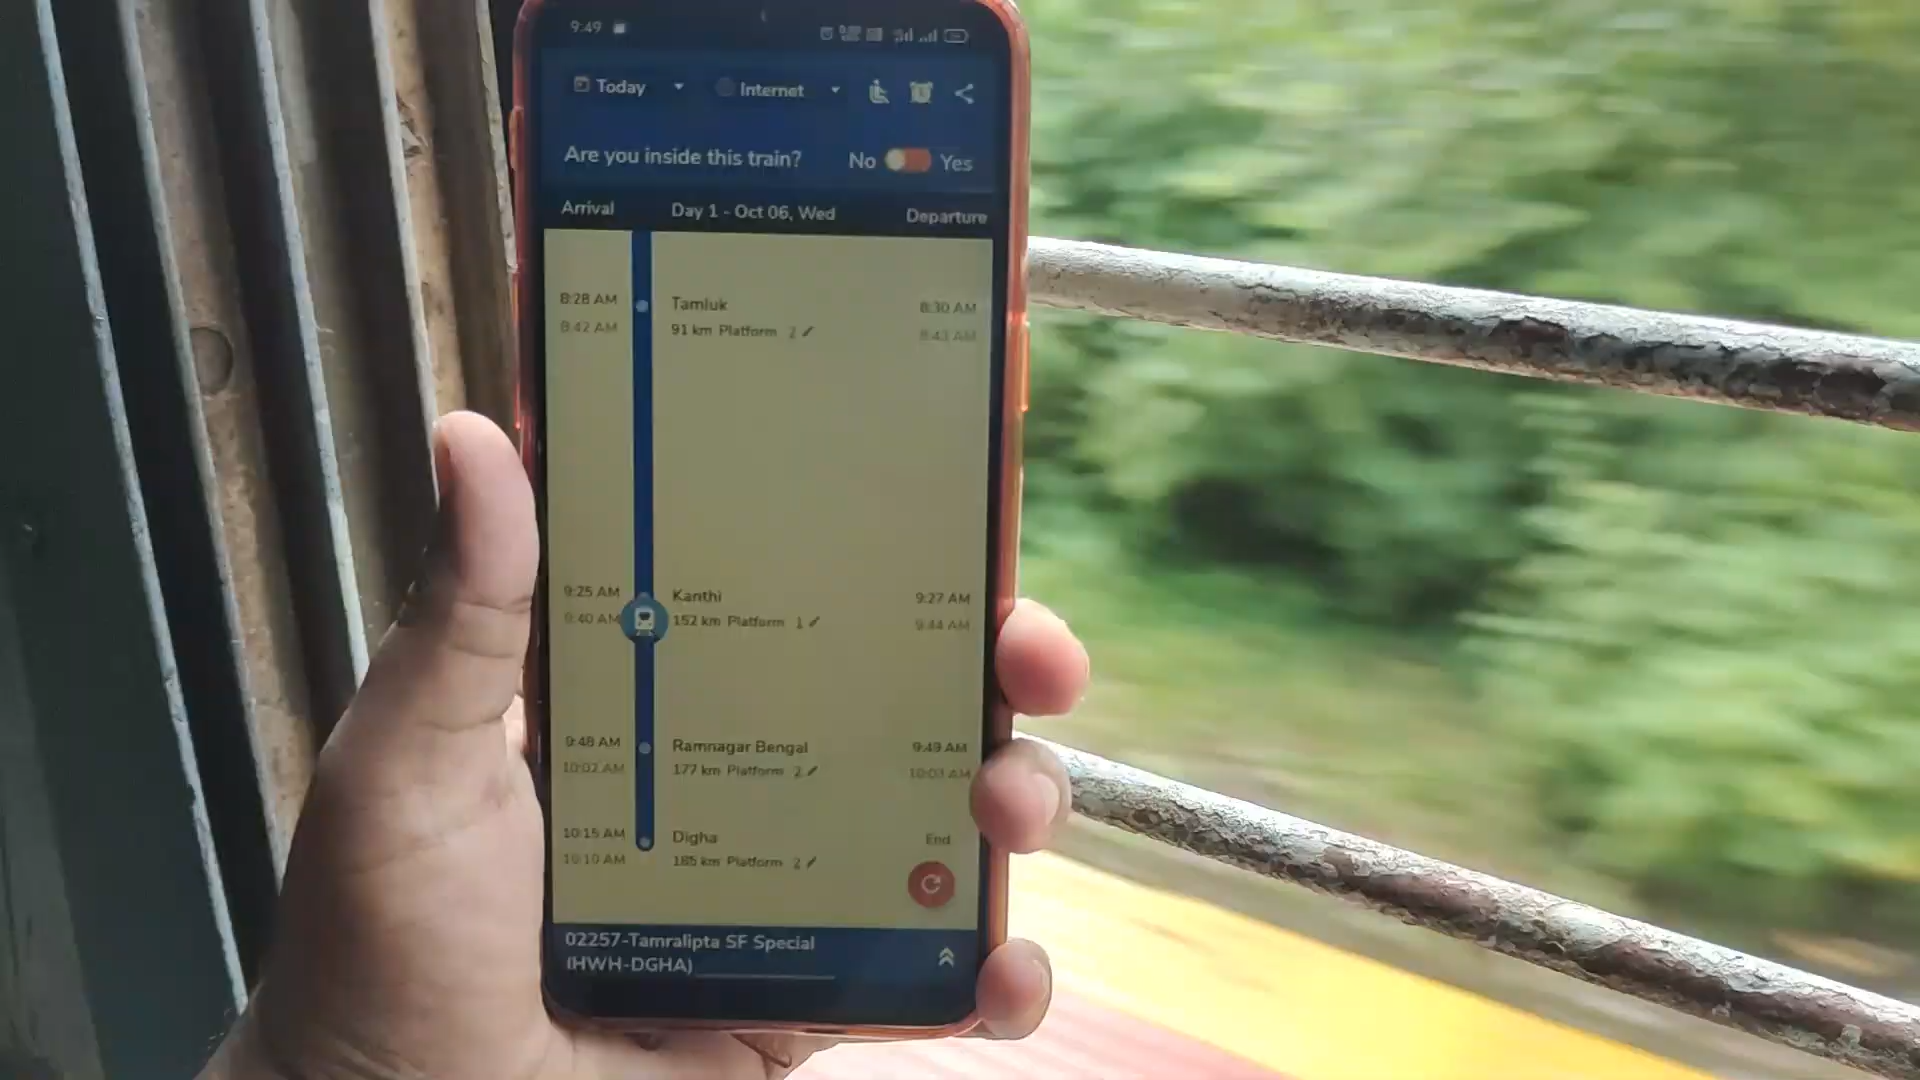 9:49
Today Internet
Are you inside this train? No Yes
Arrival Day 1 - Oct 06, Wed Departure
8:28 AM Tamluk 8:30 AM
8:42 AM 91 km Platform 2 8:43 AM
9:25 AM Kanthi 9:27 AM
9:40 AM 152 km Platform 1 9:44 AM
9:48 AM Ramnagar Bengal 9:49 AM
10:02 AM 177 km Platform 2 10:03 AM
10:15 AM Digha End
10:10 AM 185 km Platform 2
02257-Tamralipta SF Special
(HWH-DGHA)